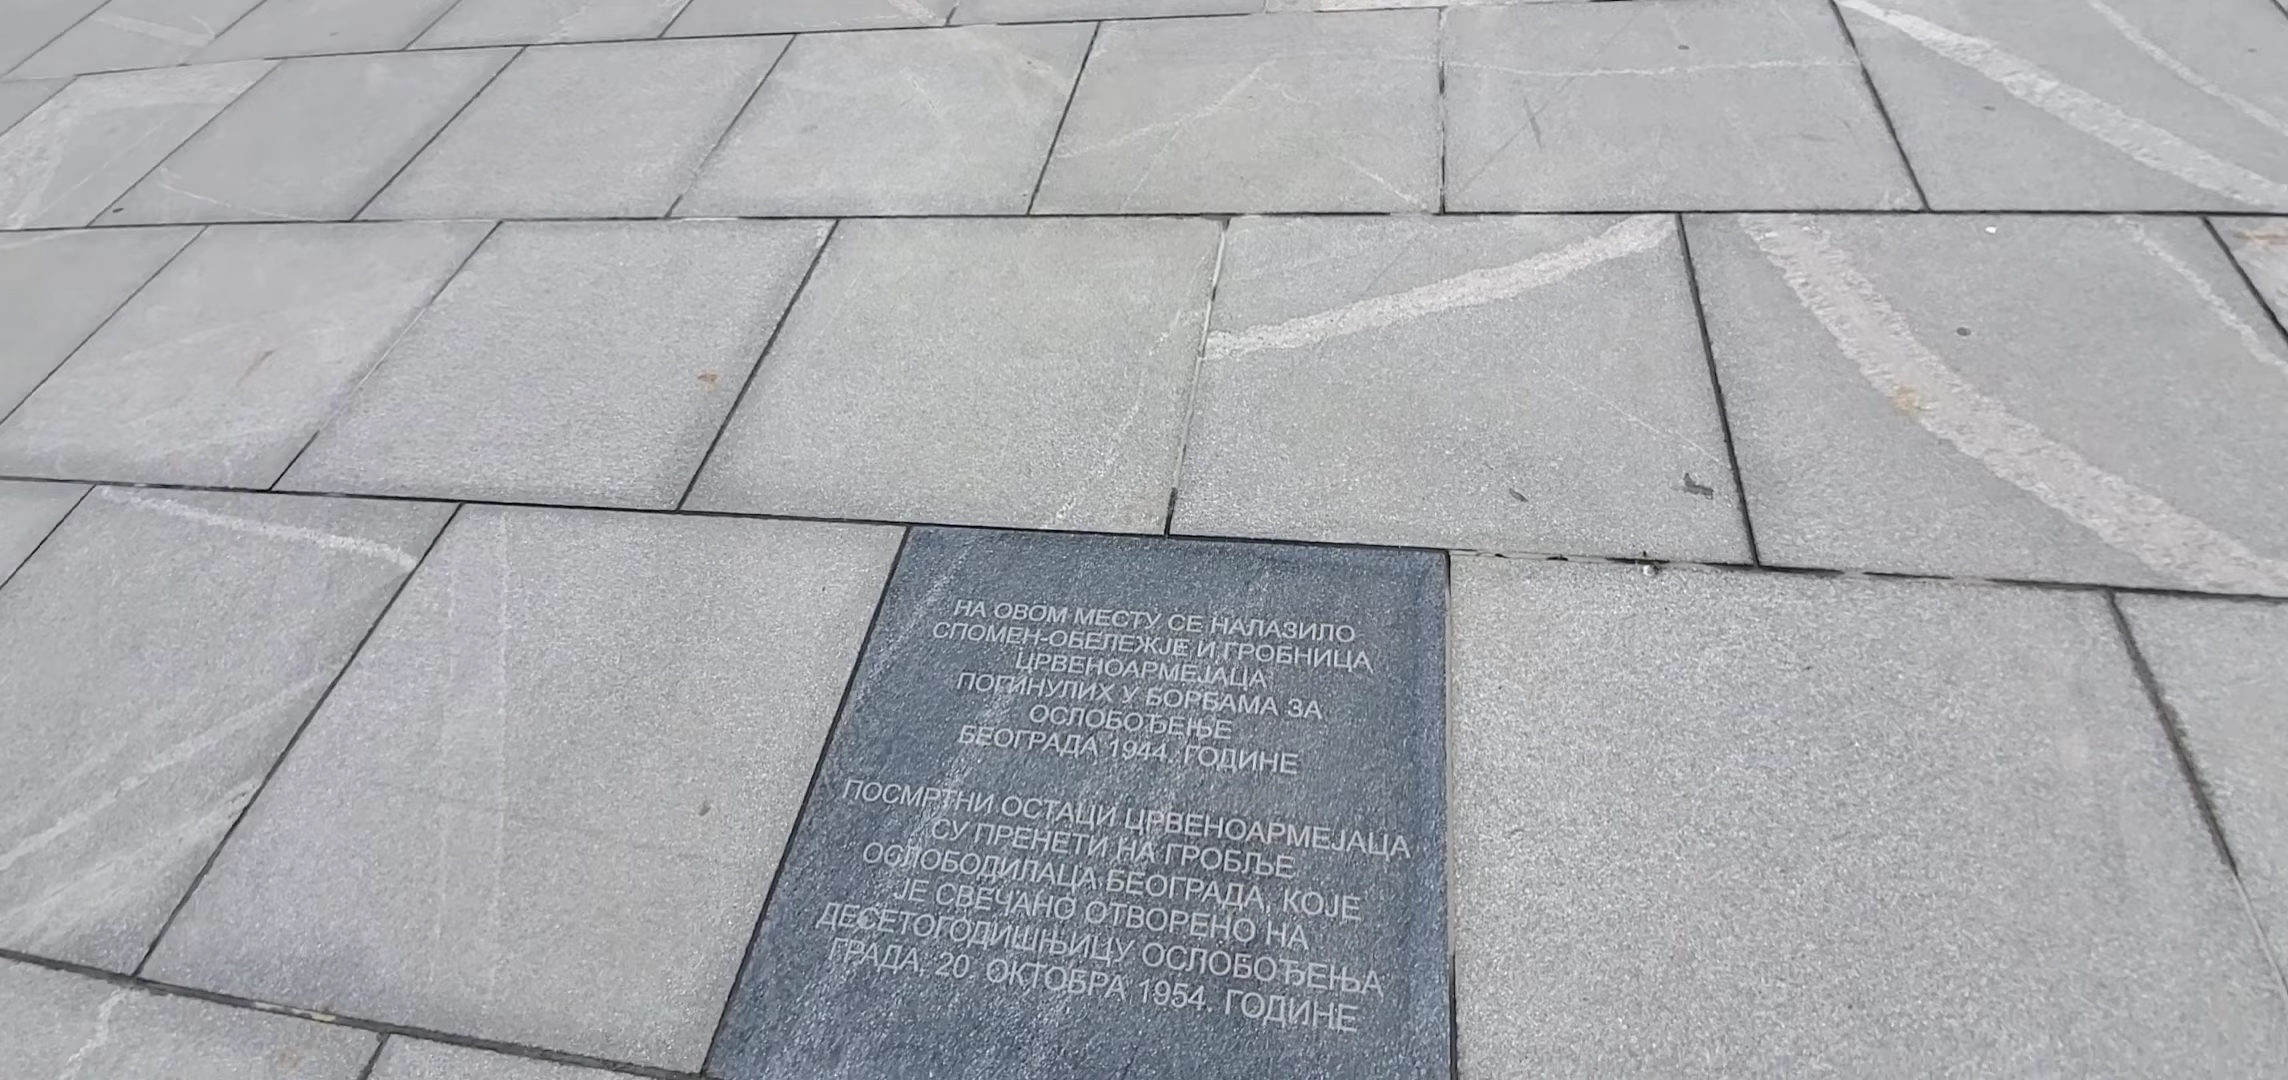 НА ОВОМ МЕСТУ СЕ НАЛАЗИЛО
СПОМЕН-ОБЕЛЕЖЈЕ И ГРОБНИЦА
ЦРВЕНОАРМЕЈАЦА
ПОГИНУЛИХ У БОРБАМА ЗА
ОСЛОБОЂЕЊЕ
БЕОГРАДА 1944. ГОДИНЕ
ПОСМРТНИ ОСТАЦИ ЦРВЕНОАРМЕЈАЦА
СУ ПРЕНЕТИ НА ГРОБЉЕ
ОСЛОБОДИЛАЦА БЕОГРАДА, КОЈЕ
ЈЕ СВЕЧАНО ОТВОРЕНО НА
ДЕСЕТОГОДИШЊИЦУ ОСЛОБОЂЕЊА
ГРАДА, 20. ОКТОБРА 1954. ГОДИНЕ